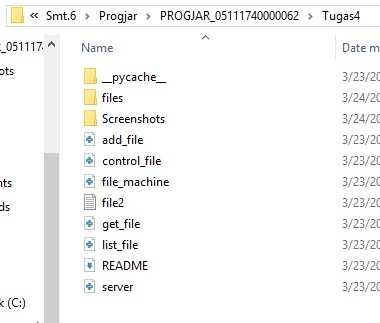 « Smt.6 > Progjar > PROGJAR_05111740000062 > Tugas4
R_0511174
Name
Date
__pycache__ 3/23/20
ots
files 3/24/20
Screenshots 3/24/20
add_file 3/23/20
control_file 3/23/20
nts
file_machine 3/23/20
ds
file2 3/23/20
get_file 3/23/20
list_file 3/23/20
README 3/23/20
server 3/23/20
k (C:)